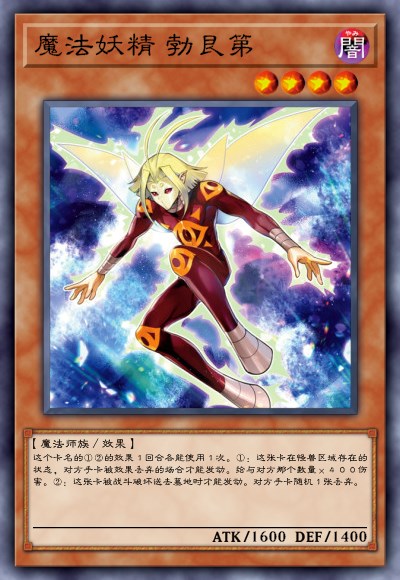 魔法妖精 勃艮第
闇
やみ
【魔法师族／效果】
这个卡名的①②的效果1回合各能使用1次。①：这张卡在怪兽区域存在的
状态，对方手卡被效果丢弃的场合才能发动。给与对方那个数量×400伤
害。②：这张卡被战斗破坏送去墓地时才能发动。对方手卡随机1张丢弃。
ATK/1600 DEF/1400